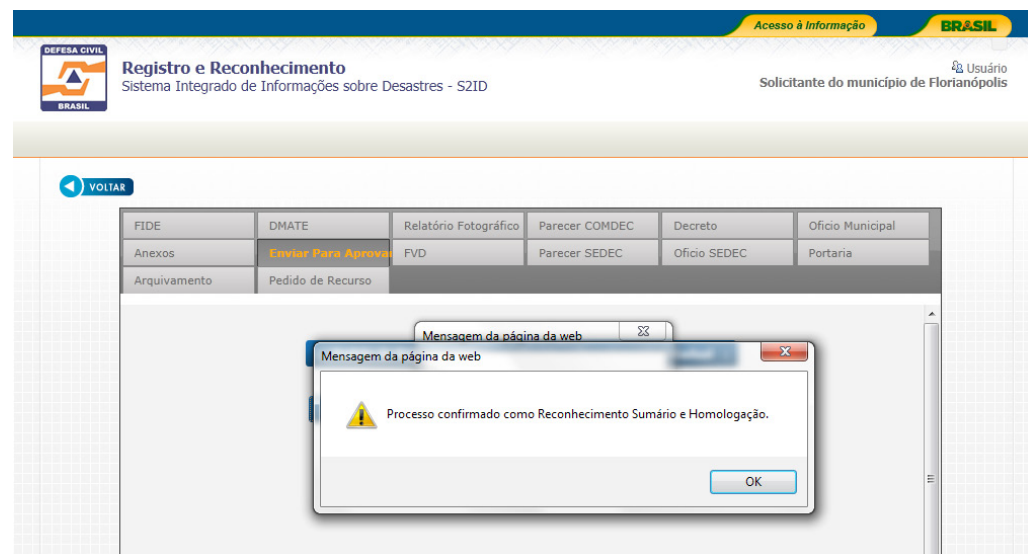 Acesso à Informação
BRASIL
DEFESA CIVIL
BRASIL
Registro e Reconhecimento
Sistema Integrado de Informações sobre Desastres - S2ID
Usuário
Solicitante do município de Florianópolis
VOLTAR
FIDE DMATE Relatório Fotográfico Parecer COMDEC Decreto Oficio Municipal
Anexos Enviar Para Aprova FVD Parecer SEDEC Oficio SEDEC Portaria
Arquivamento Pedido de Recurso
Mensagem da página da web
Mensagem da página da web
Processo confirmado como Reconhecimento Sumário e Homologação.
OK